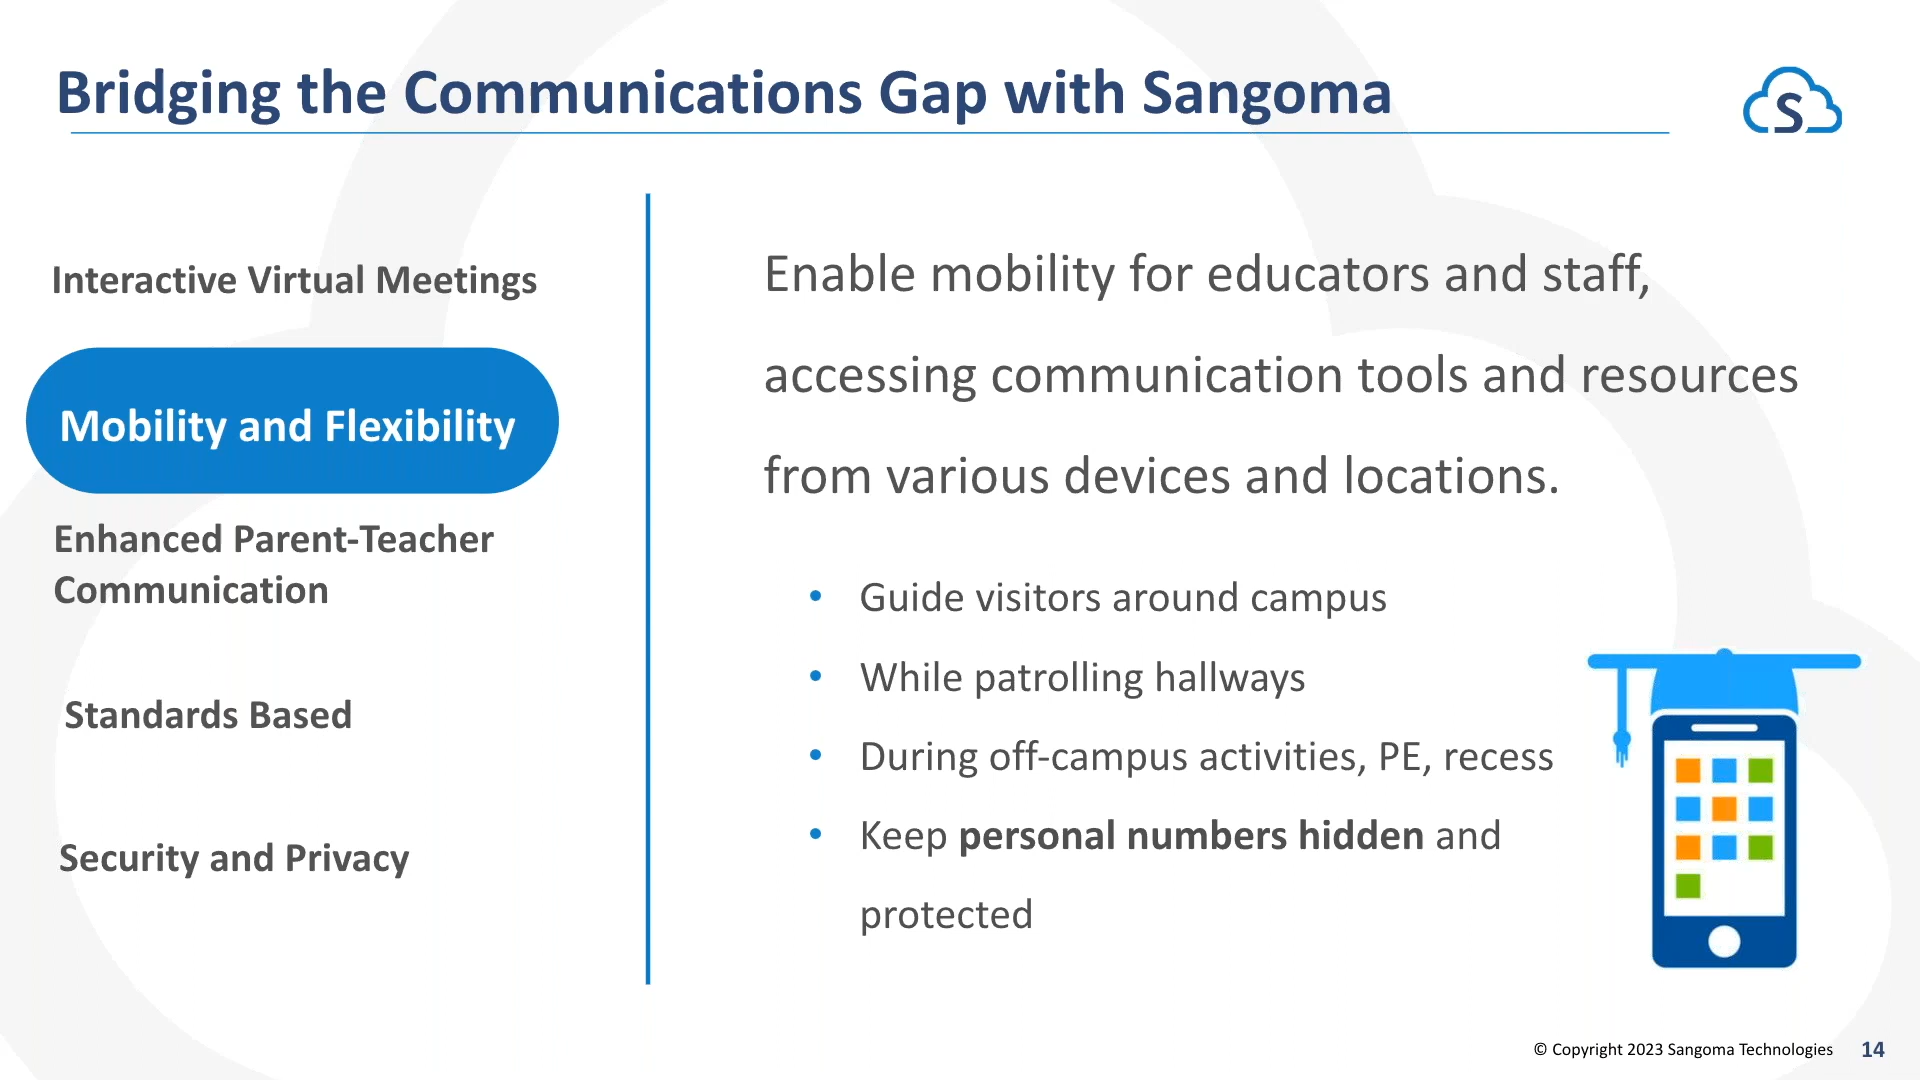 Bridging the Communications Gap with Sangoma
S
Interactive Virtual Meetings
Mobility and Flexibility
Enhanced Parent-Teacher
Communication
Standards Based
Security and Privacy
Enable mobility for educators and staff,
accessing communication tools and resources
from various devices and locations.
• Guide visitors around campus
• While patrolling hallways
• During off-campus activities, PE, recess
• Keep personal numbers hidden and
protected
© Copyright 2023 Sangoma Technologies 14